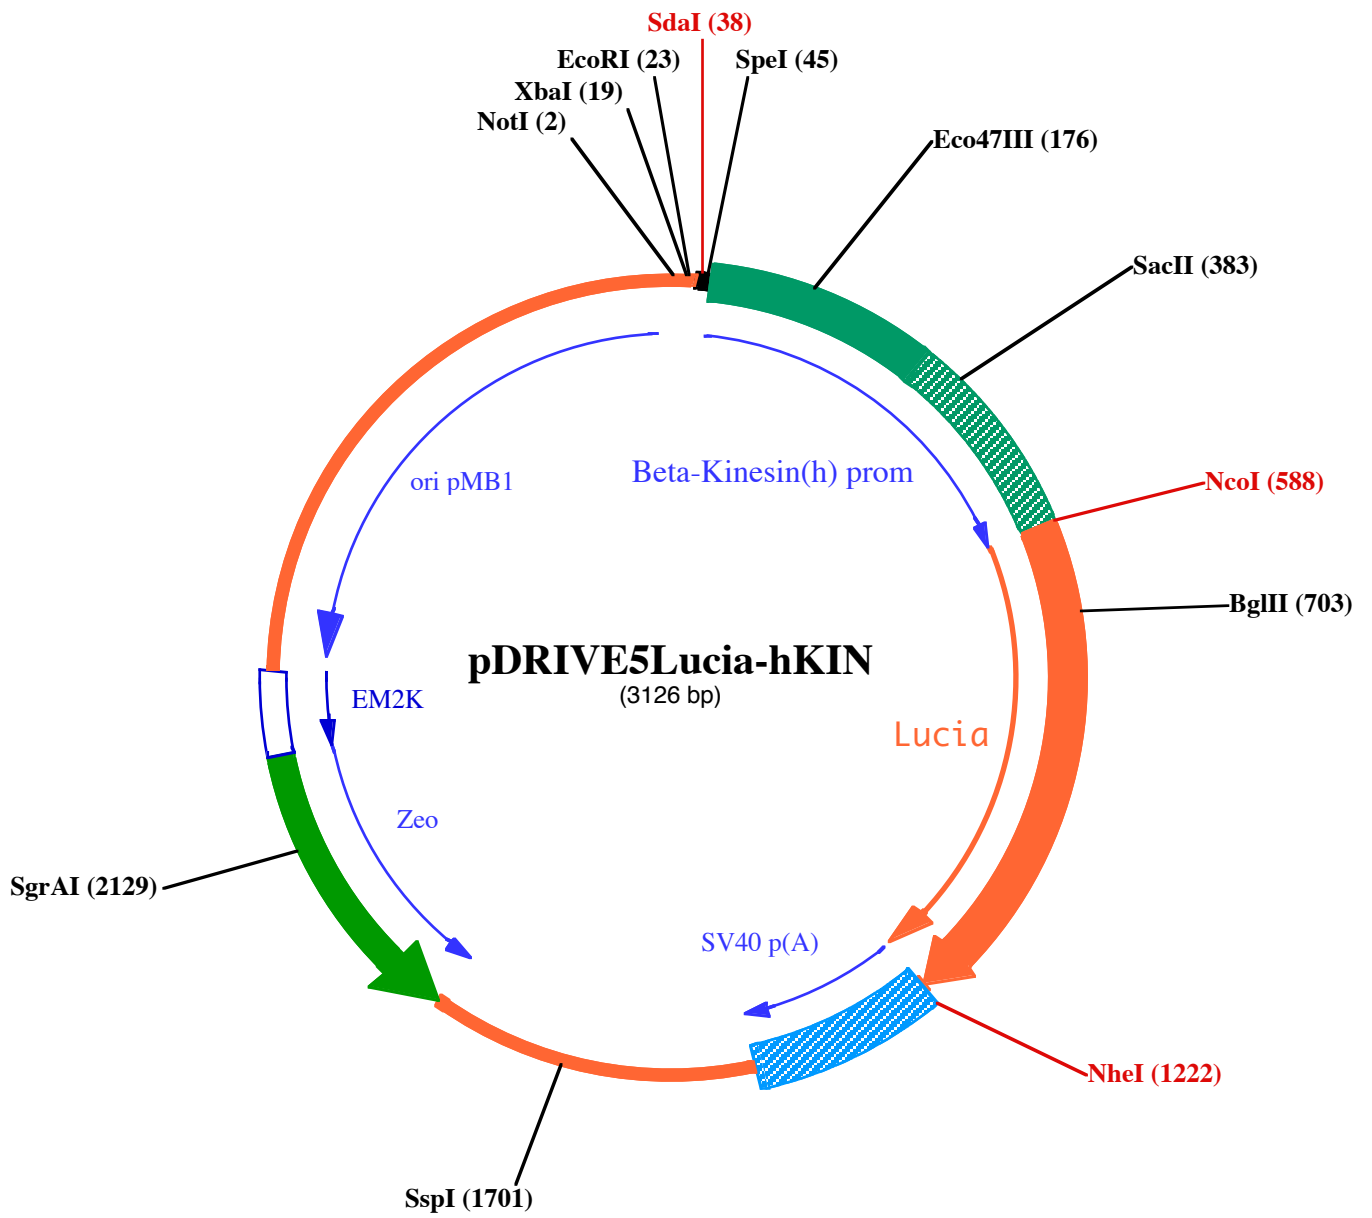 SdaI (38)
EcoRI (23)
SpeI (45)
XbaI (19)
NotI (2)
Eco47III (176)
SacII (383)
Beta-Kinesin(h) prom
ori pMB1
NcoI (588)
BglII (703)
pDRIVE5Lucia-hKIN
(3126 bp)
EM2K
Lucia
Zeo
SgrAI (2129)
SV40 p(A)
NheI (1222)
SspI (1701)